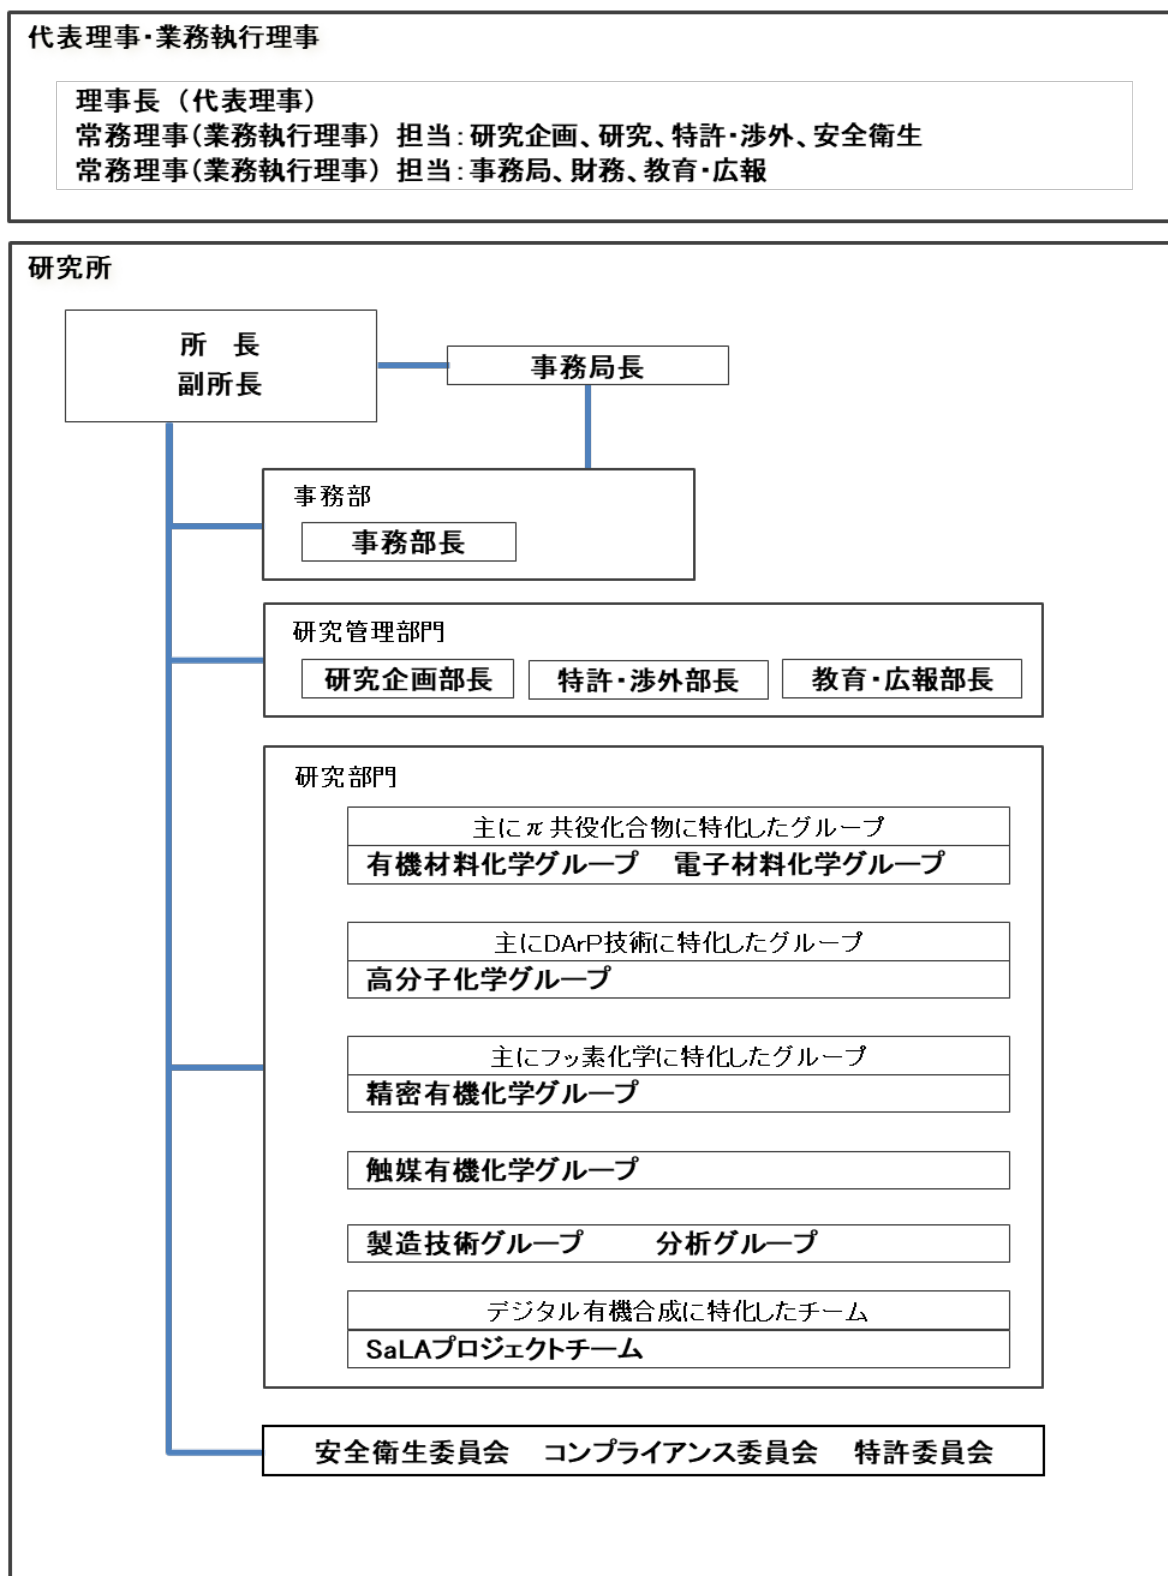 代表理事・業務執行理事
理事長 （代表理事）
常務理事（業務執行理事） 担当：研究企画、研究、特許・渉外、安全衛生
常務理事（業務執行理事） 担当：事務局、財務、教育・広報
研究所
所　長
副所長
事務局長
事務部
事務部長
研究管理部門
研究企画部長 特許・渉外部長 教育・広報部長
研究部門
主にπ共役化合物に特化したグループ
有機材料化学グループ 電子材料化学グループ
主にDArP技術に特化したグループ
高分子化学グループ
主にフッ素化学に特化したグループ
精密有機化学グループ
触媒有機化学グループ
製造技術グループ 分析グループ
デジタル有機合成に特化したチーム
SaLAプロジェクトチーム
安全衛生委員会 コンプライアンス委員会 特許委員会